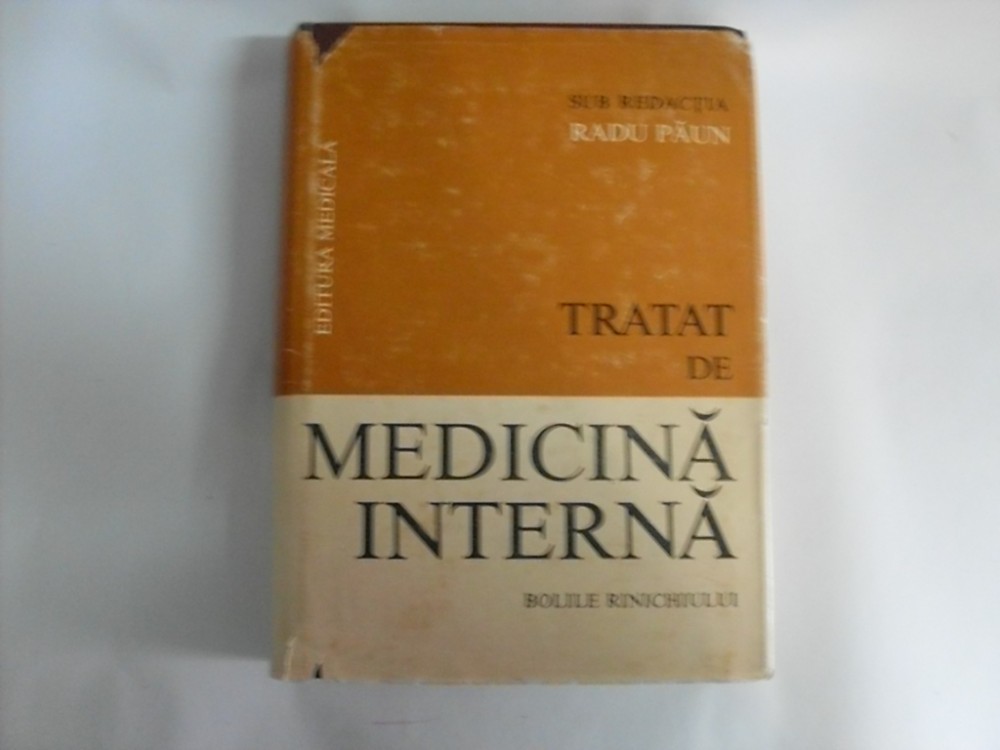 SUB REDACȚIA
RADU PĂUN
EDITURA MEDICALĂ
TRATAT
DE
MEDICINĂ
INTERNĂ
BOLILE RINICHIULUI